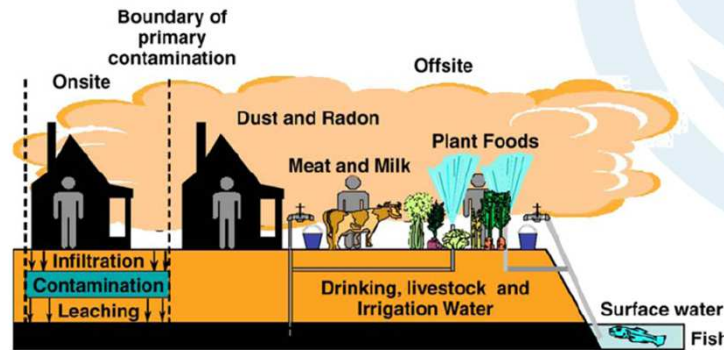 Boundary of
primary
contamination
Onsite
Offsite
Dust and Radon
Plant Foods
Meat and Milk
Infiltration
Contamination
Leaching
Drinking, livestock and
Irrigation Water
Surface water
Fish